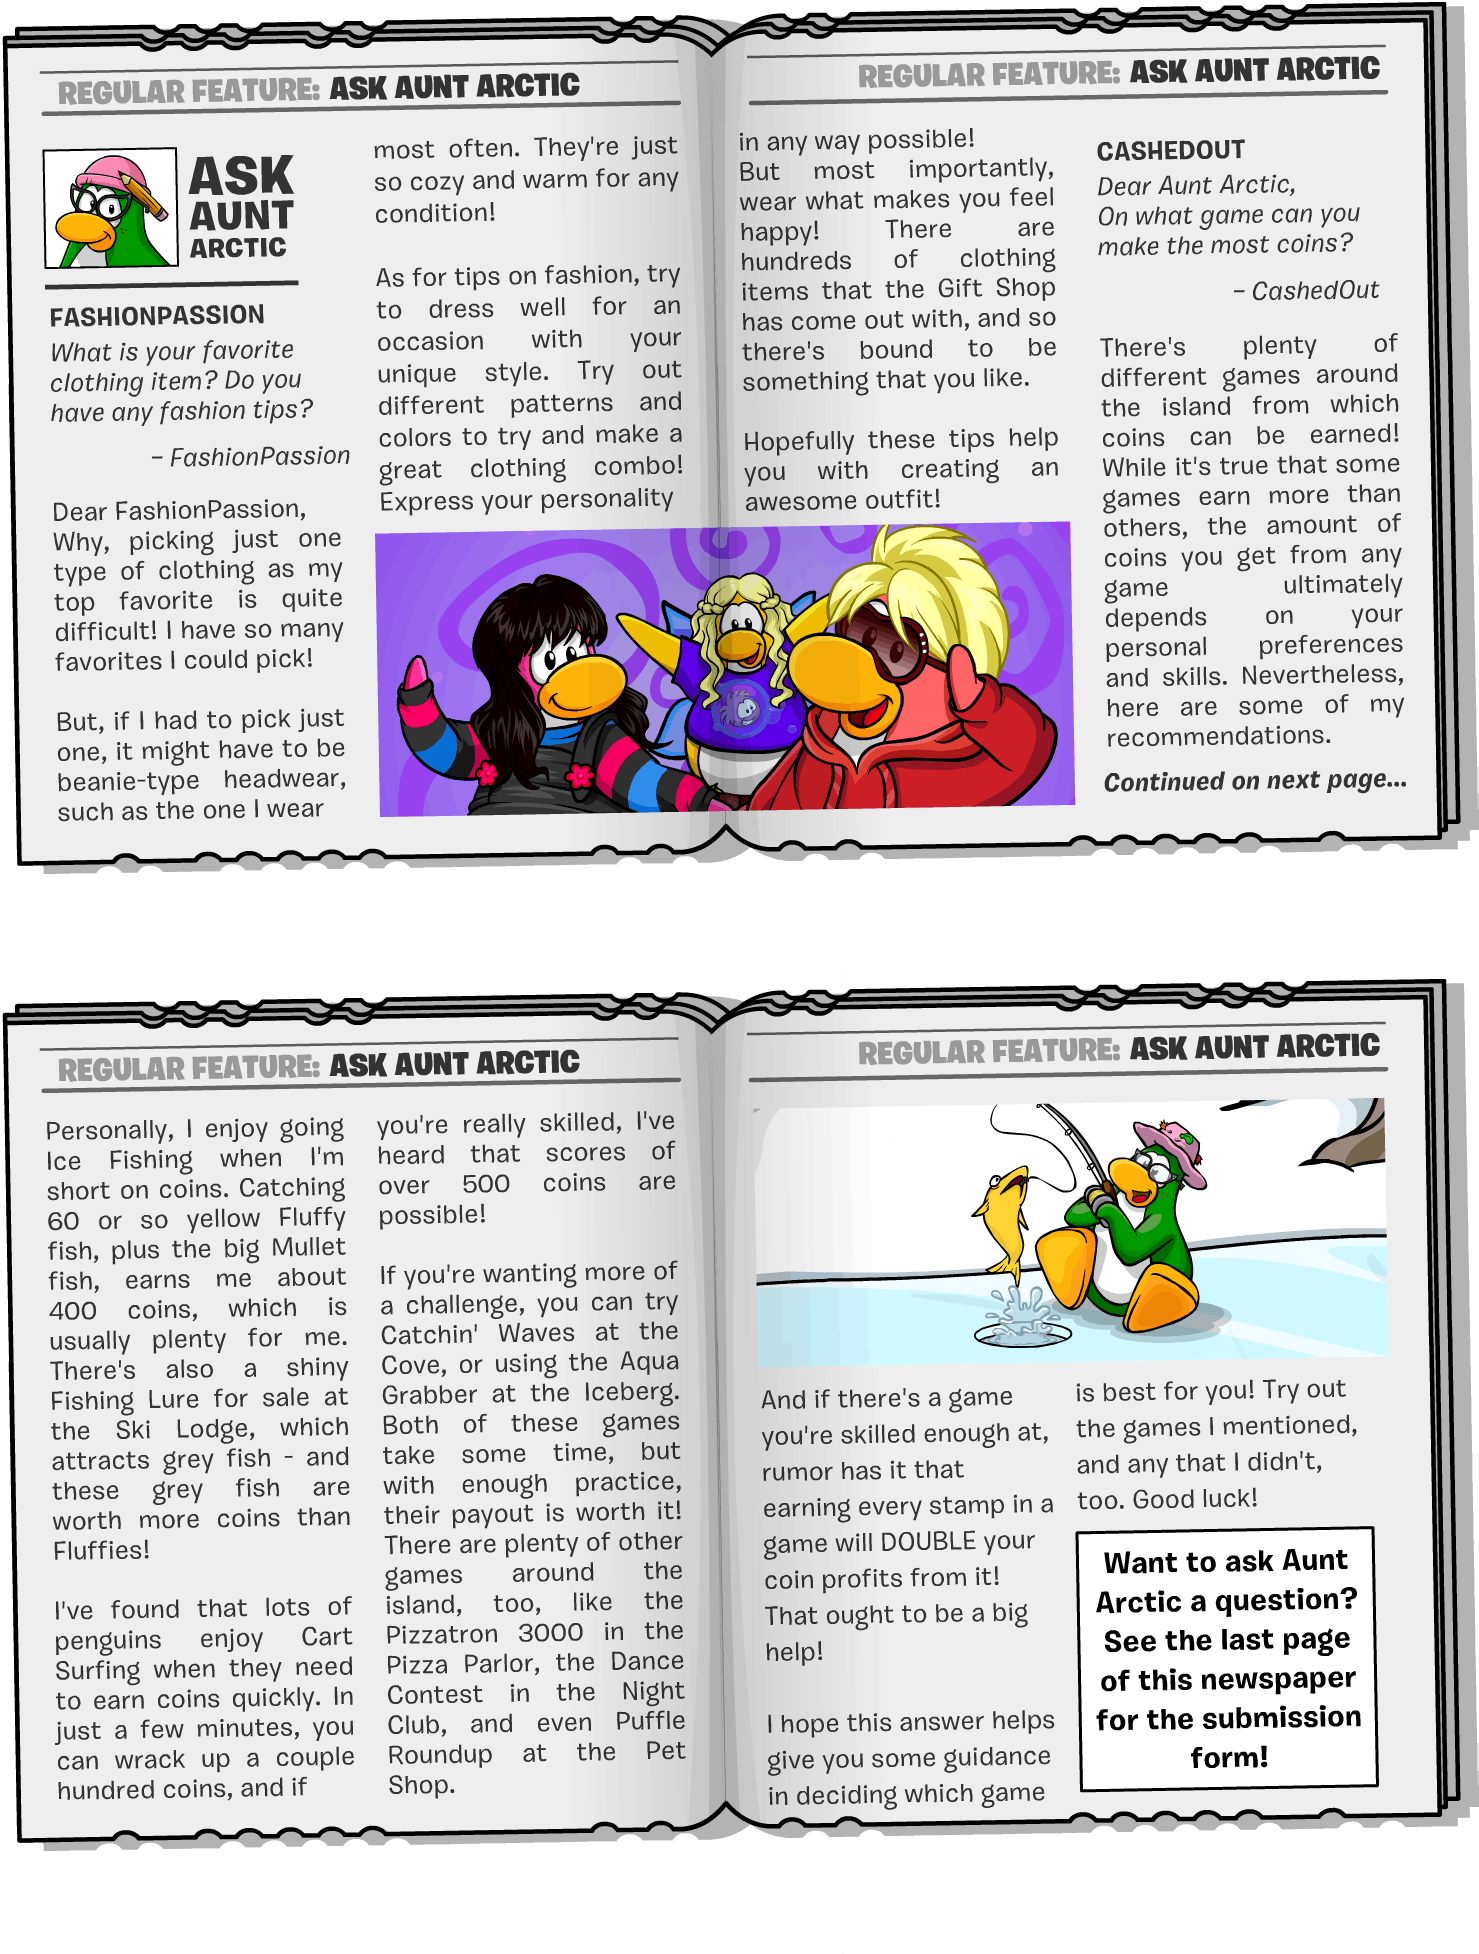 REGULAR FEATURE: ASK AUNT ARCTIC
ASK
AUNT
ARCTIC
FASHIONPASSION
What is your favorite
clothing item? Do you
have any fashion tips?
– FashionPassion
Dear FashionPassion,
Why, picking just one
type of clothing as my
top favorite is quite
difficult! I have so many
favorites I could pick!
But, if I had to pick just
one, it might have to be
beanie-type headwear,
such as the one I wear
most often. They're just
so cozy and warm for any
condition!
As for tips on fashion, try
to dress well for an
occasion with your
unique style. Try out
different patterns and
colors to try and make a
great clothing combo!
Express your personality
REGULAR FEATURE: ASK AUNT ARCTIC
in any way possible!
But most importantly,
wear what makes you feel
happy! There are
hundreds of clothing
items that the Gift Shop
has come out with, and so
there's bound to be
something that you like.
Hopefully these tips help
you with creating an
awesome outfit!
CASHEDOUT
Dear Aunt Arctic,
On what game can you
make the most coins?
– CashedOut
There's plenty of
different games around
the island from which
coins can be earned!
While it's true that some
games earn more than
others, the amount of
coins you get from any
game ultimately
depends on your
personal preferences
and skills. Nevertheless,
here are some of my
recommendations.
Continued on next page...
REGULAR FEATURE: ASK AUNT ARCTIC
Personally, I enjoy going
Ice Fishing when I'm
short on coins. Catching
60 or so yellow Fluffy
fish, plus the big Mullet
fish, earns me about
400 coins, which is
usually plenty for me.
There's also a shiny
Fishing Lure for sale at
the Ski Lodge, which
attracts grey fish - and
these grey fish are
worth more coins than
Fluffies!
I've found that lots of
penguins enjoy Cart
Surfing when they need
to earn coins quickly. In
just a few minutes, you
can wrack up a couple
hundred coins, and if
you're really skilled, I've
heard that scores of
over 500 coins are
possible!
If you're wanting more of
a challenge, you can try
Catchin' Waves at the
Cove, or using the Aqua
Grabber at the Iceberg.
Both of these games
take some time, but
with enough practice,
their payout is worth it!
There are plenty of other
games around the
island, too, like the
Pizzatron 3000 in the
Pizza Parlor, the Dance
Contest in the Night
Club, and even Puffle
Roundup at the Pet
Shop.
REGULAR FEATURE: ASK AUNT ARCTIC
And if there's a game
you're skilled enough at,
rumor has it that
earning every stamp in a
game will DOUBLE your
coin profits from it!
That ought to be a big
help!
I hope this answer helps
give you some guidance
in deciding which game
is best for you! Try out
the games I mentioned,
and any that I didn't,
too. Good luck!
Want to ask Aunt
Arctic a question?
See the last page
of this newspaper
for the submission
form!